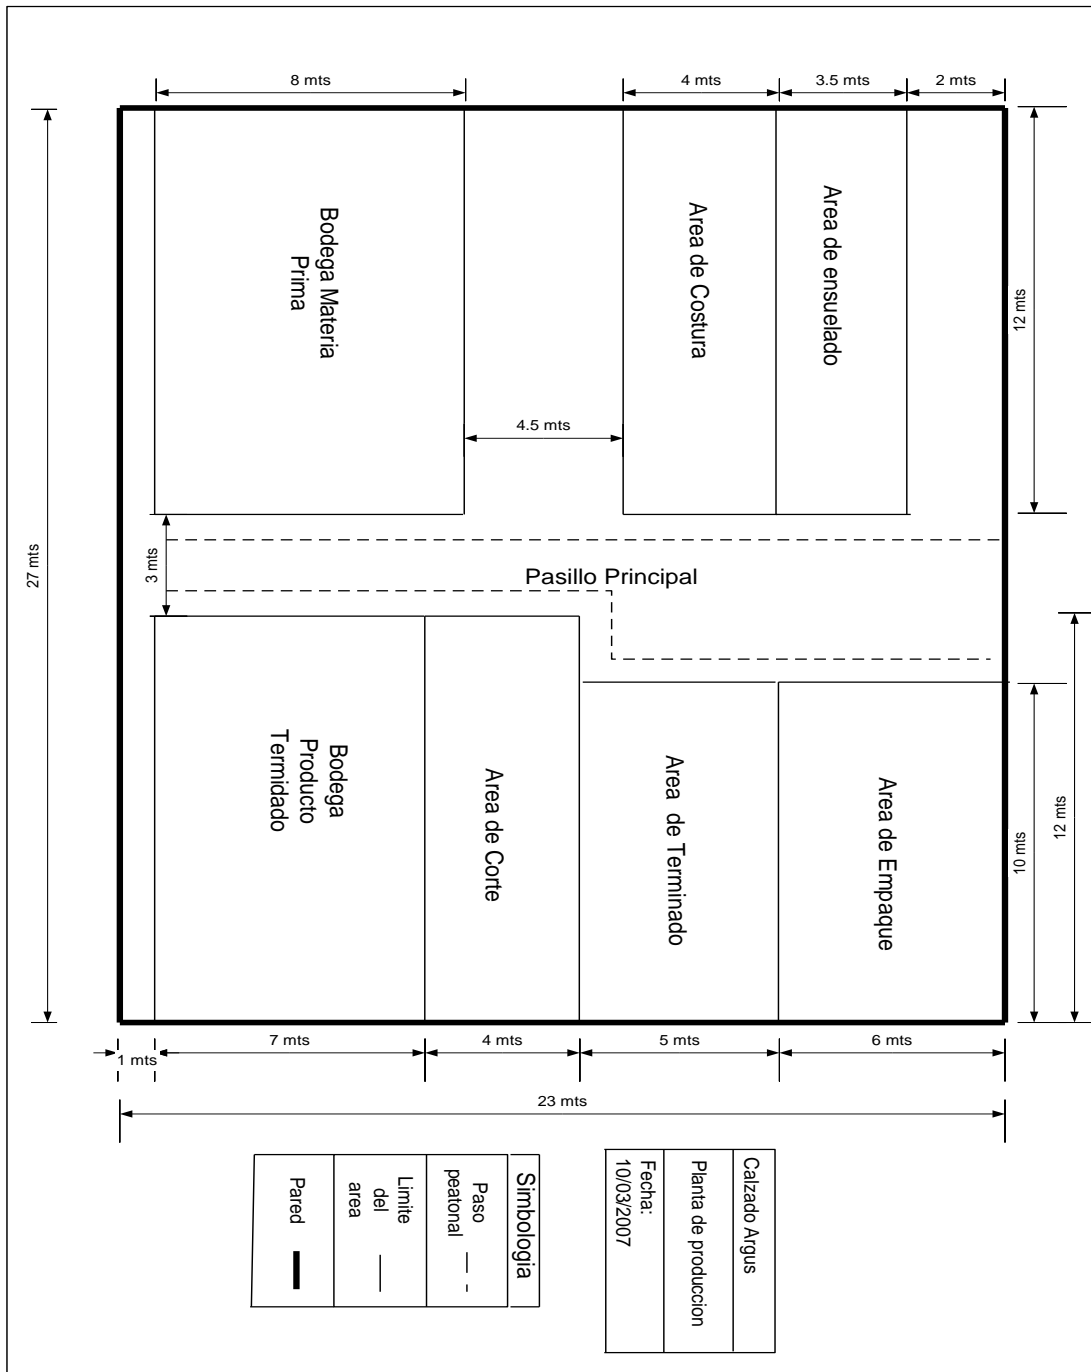 8 mts
4 mts
3.5 mts
2 mts
Bodega Materia
Prima
Area de Costura
Area de ensuelado
12 mts
4.5 mts
27 mts
3 mts
Pasillo Principal
Bodega
Producto
Termidado
Area de Corte
Area de Terminado
Area de Empaque
10 mts
12 mts
1 mts
7 mts
4 mts
5 mts
6 mts
23 mts
Simbologia
Paso
peatonal
Limite
del
area
Pared
Calzado Argus
Planta de produccion
Fecha:
10/03/2007